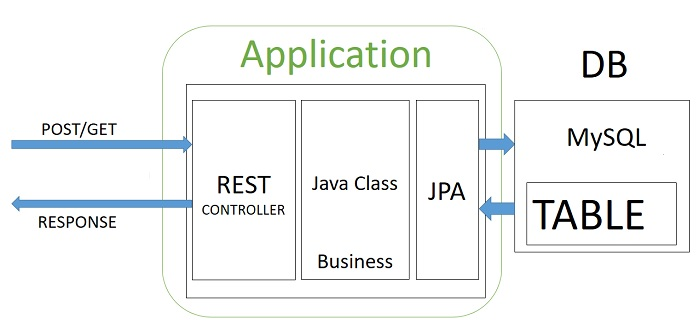 Application
DB
POST/GET
RESPONSE
REST
CONTROLLER
Java Class
Business
JPA
MySQL
TABLE